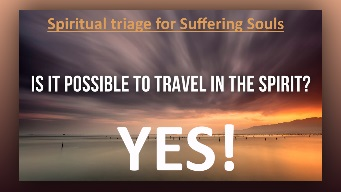 Spiritual triage for Suffering Souls
IS IT POSSIBLE TO TRAVEL IN THE SPIRIT?
YES!